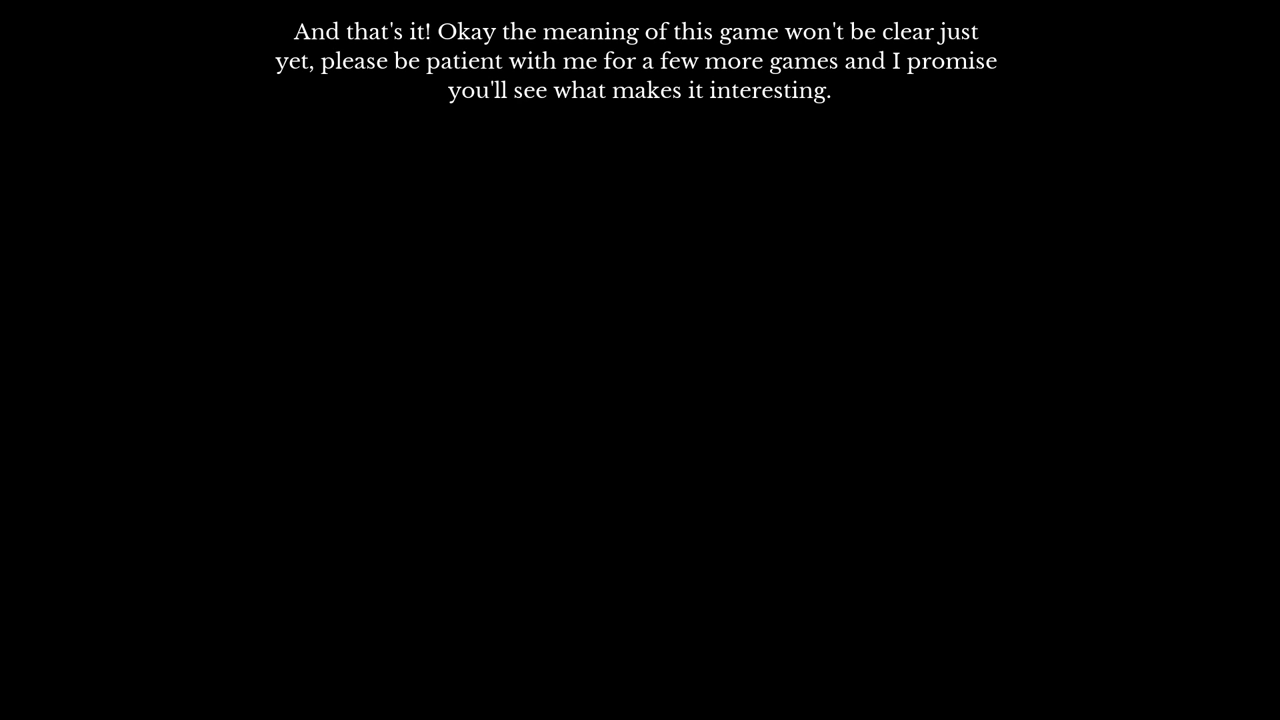 And that's it! Okay the meaning of this game won't be clear just
yet, please be patient with me for a few more games and I promise
you'll see what makes it interesting.